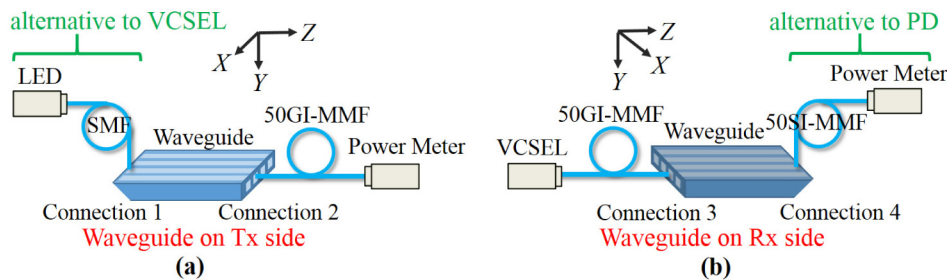 alternative to VCSEL
LED
SMF
X
Y
Z
50GI-MMF
Waveguide
Power Meter
Connection 1
Connection 2
Waveguide on Tx side
(a)
alternative to PD
Z
X
Y
Power Meter
50GI-MMF
Waveguide
50SI-MMF
VCSEL
Connection 3
Connection 4
Waveguide on Rx side
(b)